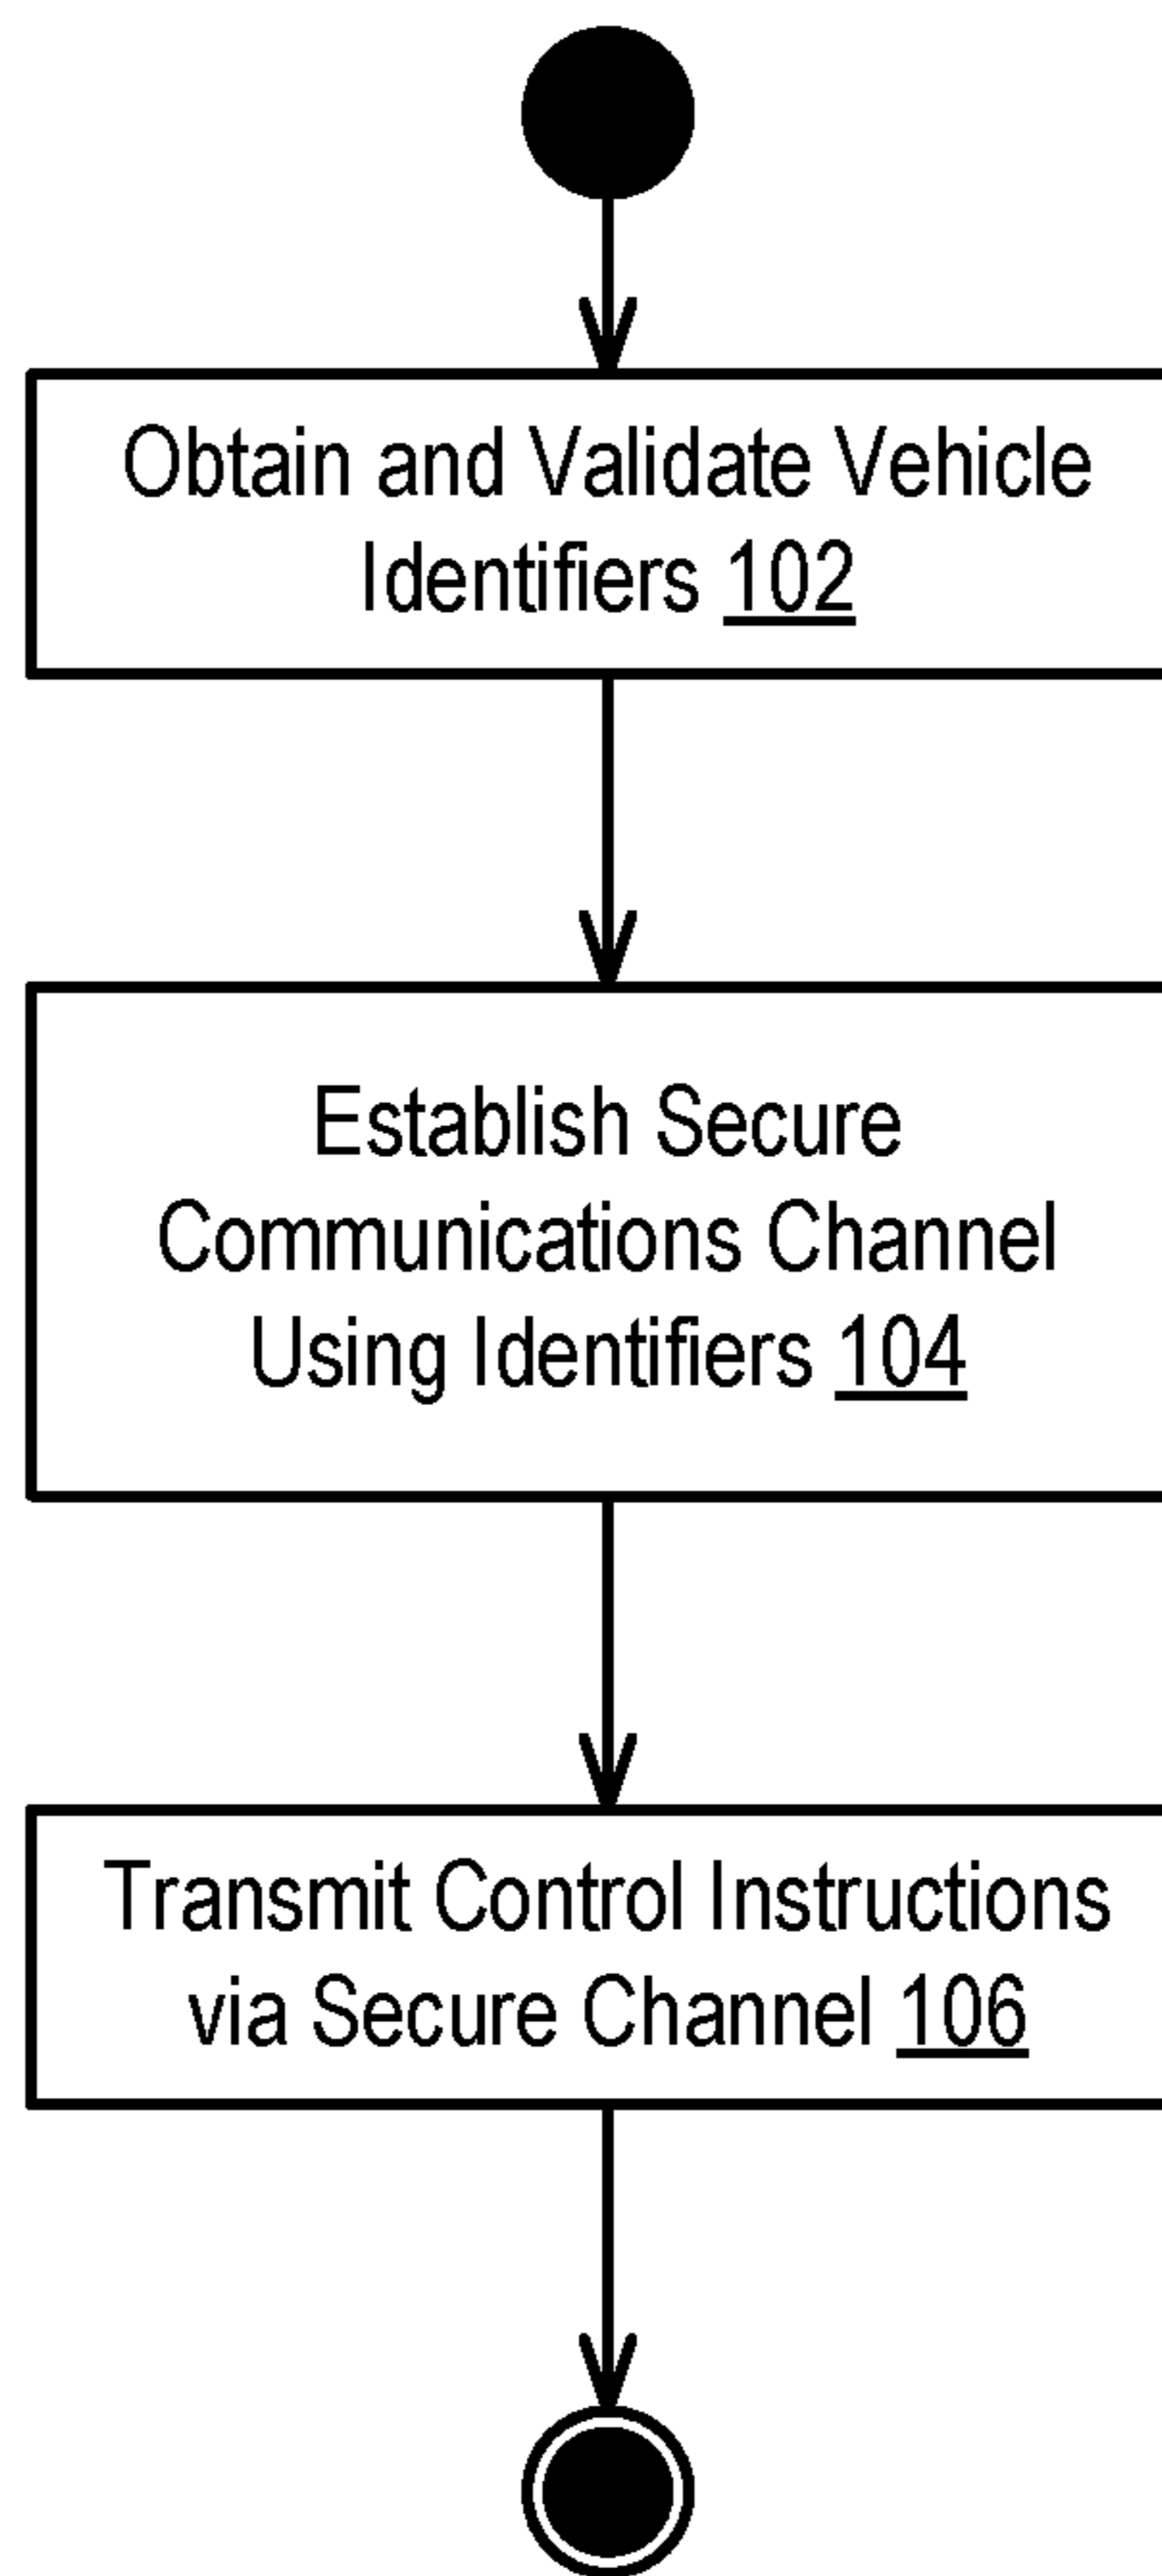 Obtain and Validate Vehicle
Identifiers 102
Establish Secure
Communications Channel
Using Identifiers 104
Transmit Control Instructions
via Secure Channel 106